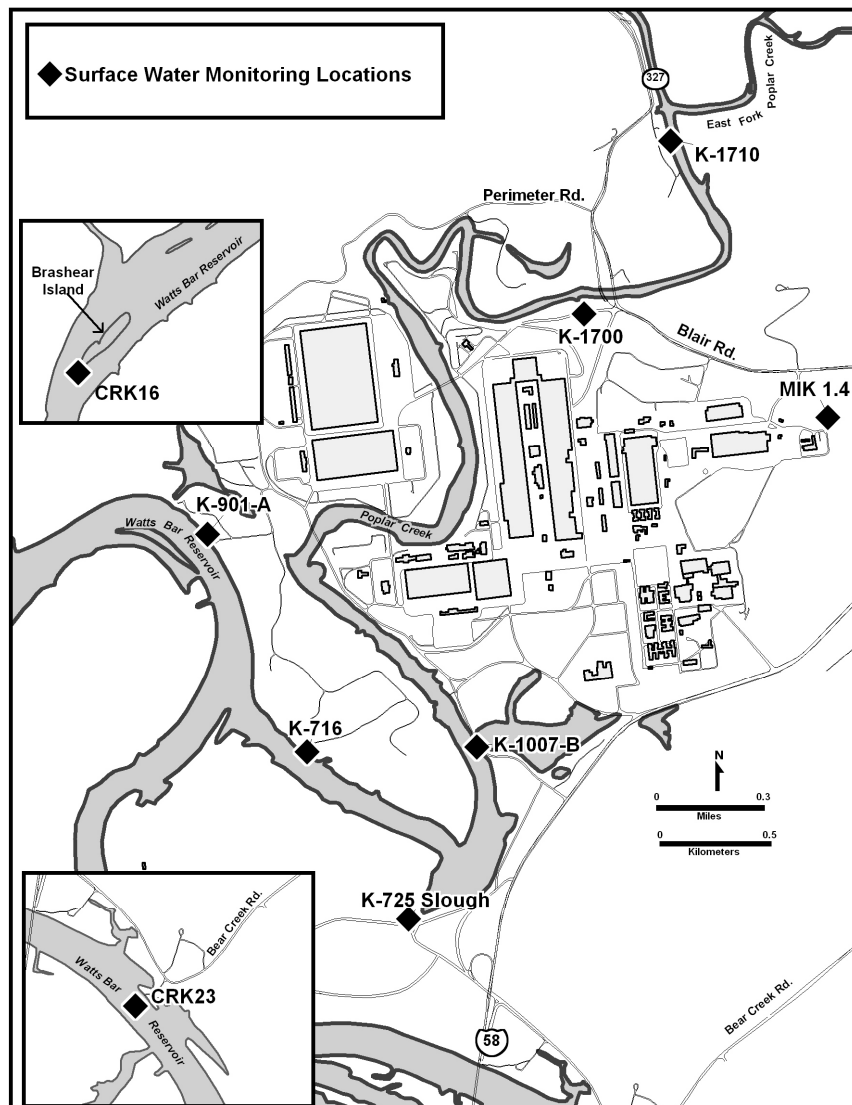 Surface Water Monitoring Locations
327
East Fork Poplar Creek
K-1710
Perimeter Rd.
Brashear
Island
Watts Bar Reservoir
CRK16
K-1700
Blair Rd.
MIK 1.4
K-901-A
Watts Bar Reservoir
Poplar Creek
K-716
K-1007-B
N
0 0.3
Miles
0 0.5
Kilometers
K-725 Slough
Bear Creek Rd.
Watts Bar Reservoir
CRK23
58
Bear Creek Rd.